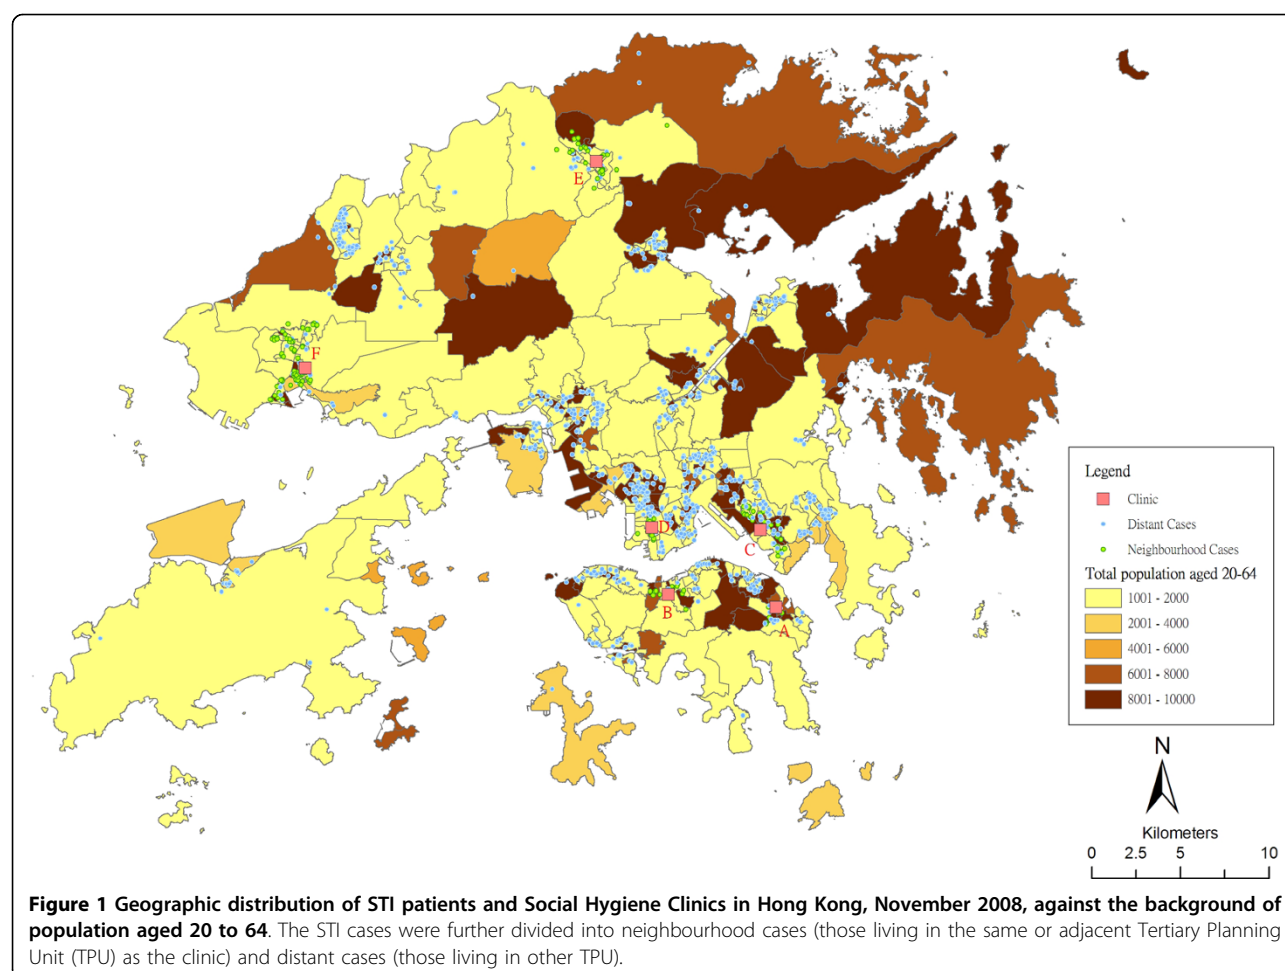 E
F
D
C
B
A
Legend
Clinic
Distant Cases
Neighbourhood Cases
Total population aged 20-64
1001 - 2000
2001 - 4000
4001 - 6000
6001 - 8000
8001 - 10000
N
Kilometers
0 2.5 5 10
Figure 1 Geographic distribution of STI patients and Social Hygiene Clinics in Hong Kong, November 2008, against the background of
population aged 20 to 64. The STI cases were further divided into neighbourhood cases (those living in the same or adjacent Tertiary Planning
Unit (TPU) as the clinic) and distant cases (those living in other TPU).